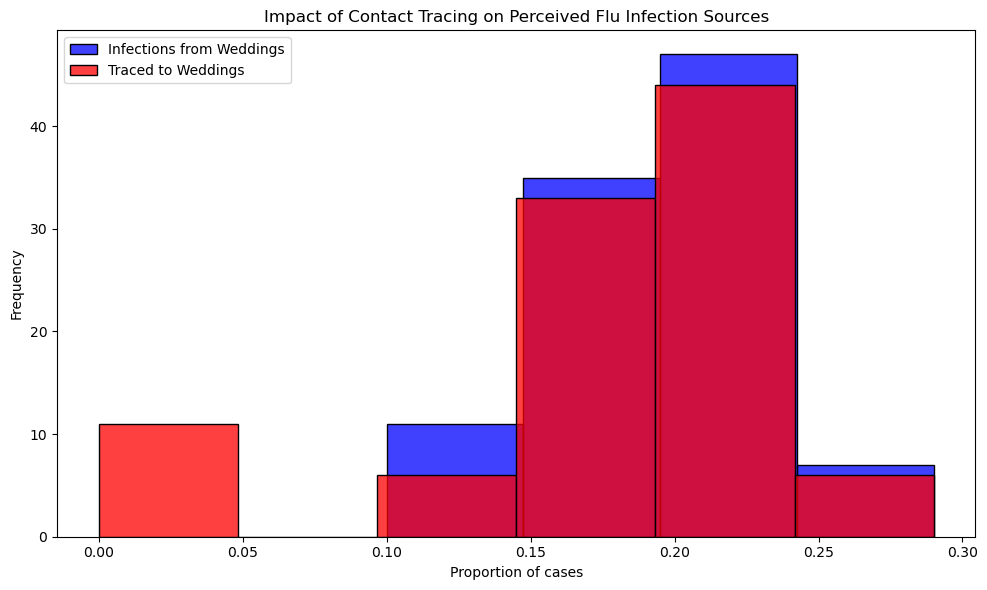 Impact of Contact Tracing on Perceived Flu Infection Sources
Infections from Weddings
Traced to Weddings
Frequency
40
30
20
10
0
0.00 0.05 0.10 0.15 0.20 0.25 0.30
Proportion of cases